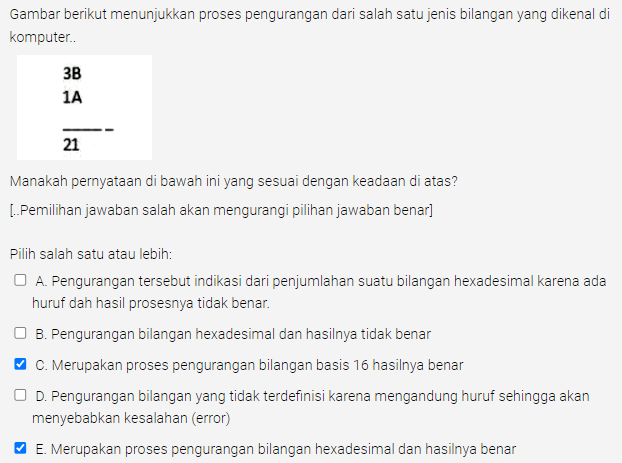 Gambar berikut menunjukkan proses pengurangan dari salah satu jenis bilangan yang dikenal di
komputer..
3B
1A
_____ -
21
Manakah pernyataan di bawah ini yang sesuai dengan keadaan di atas?
[..Pemilihan jawaban salah akan mengurangi pilihan jawaban benar]
Pilih salah satu atau lebih:
A. Pengurangan tersebut indikasi dari penjumlahan suatu bilangan hexadesimal karena ada
huruf dah hasil prosesnya tidak benar.
B. Pengurangan bilangan hexadesimal dan hasilnya tidak benar
C. Merupakan proses pengurangan bilangan basis 16 hasilnya benar
D. Pengurangan bilangan yang tidak terdefinisi karena mengandung huruf sehingga akan
menyebabkan kesalahan (error)
E. Merupakan proses pengurangan bilangan hexadesimal dan hasilnya benar